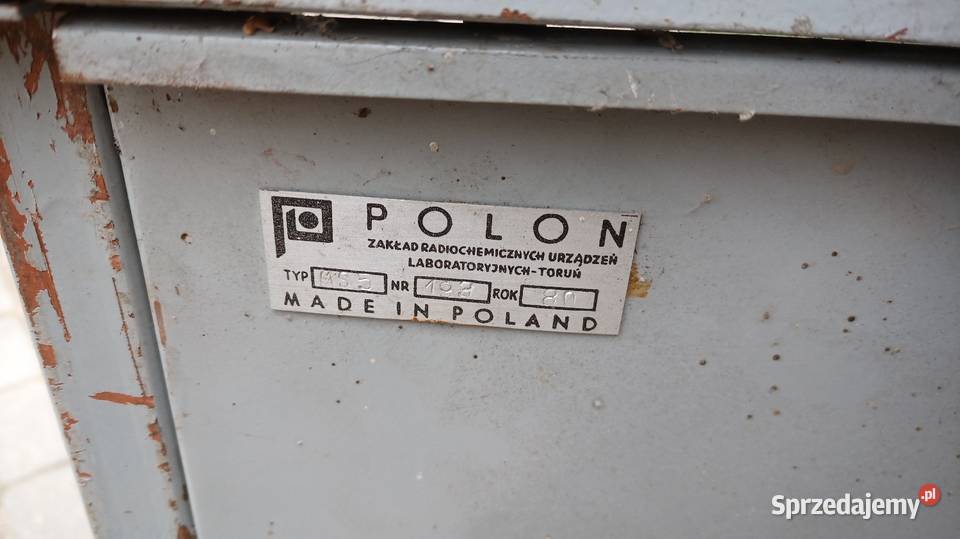 POLON
ZAKŁAD RADIOCHEMICZNYCH URZĄDZEŃ
LABORATORYJNYCH-TORUŃ
TYP NR ROK 80
MADE IN POLAND
Sprzedajemy.pl